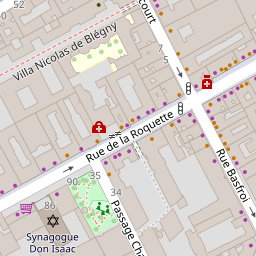 52
50
court
Villa Nicolas de Blégny
7
5
Rue de la Roquette
Rue Basfroi
90
35
34
86
Passage Cha
Synagogue
Don Isaac